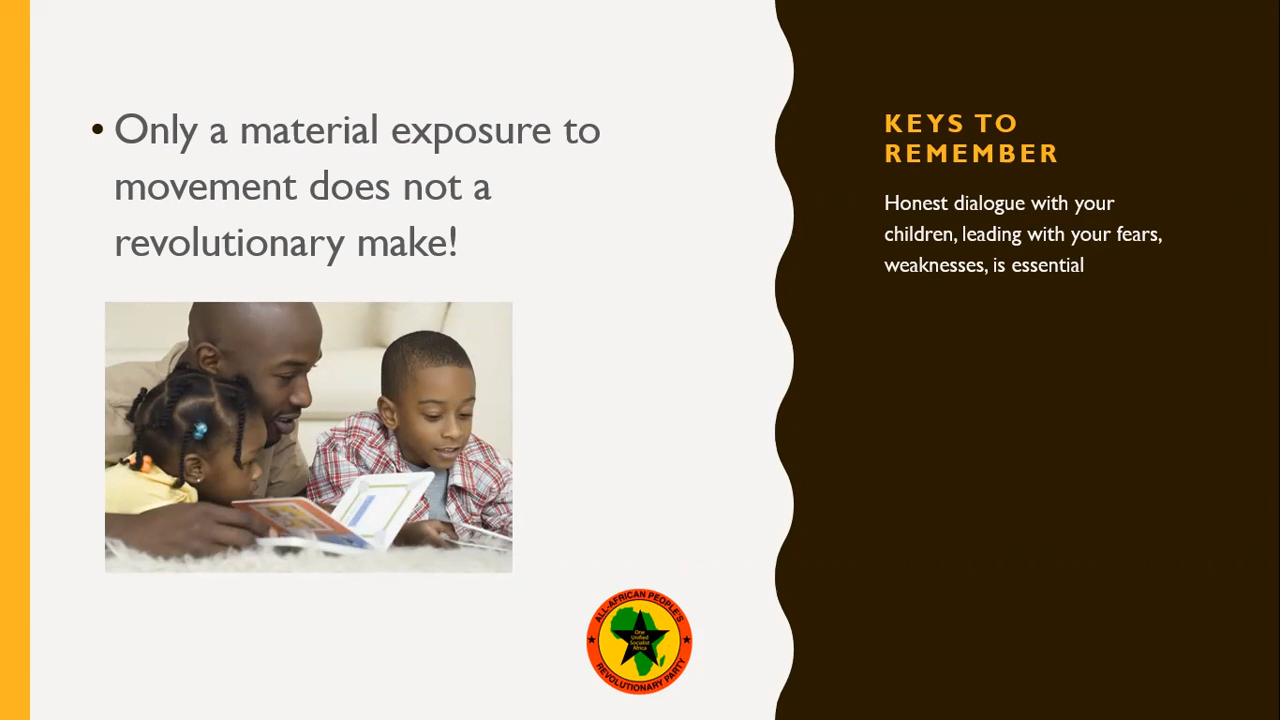 • Only a material exposure to
movement does not a
revolutionary make!
KEYS TO
REMEMBER
Honest dialogue with your
children, leading with your fears,
weaknesses, is essential
ALL-AFRICAN PEOPLE'S
One
Unified
Socialist
Africa
REVOLUTIONARY PARTY